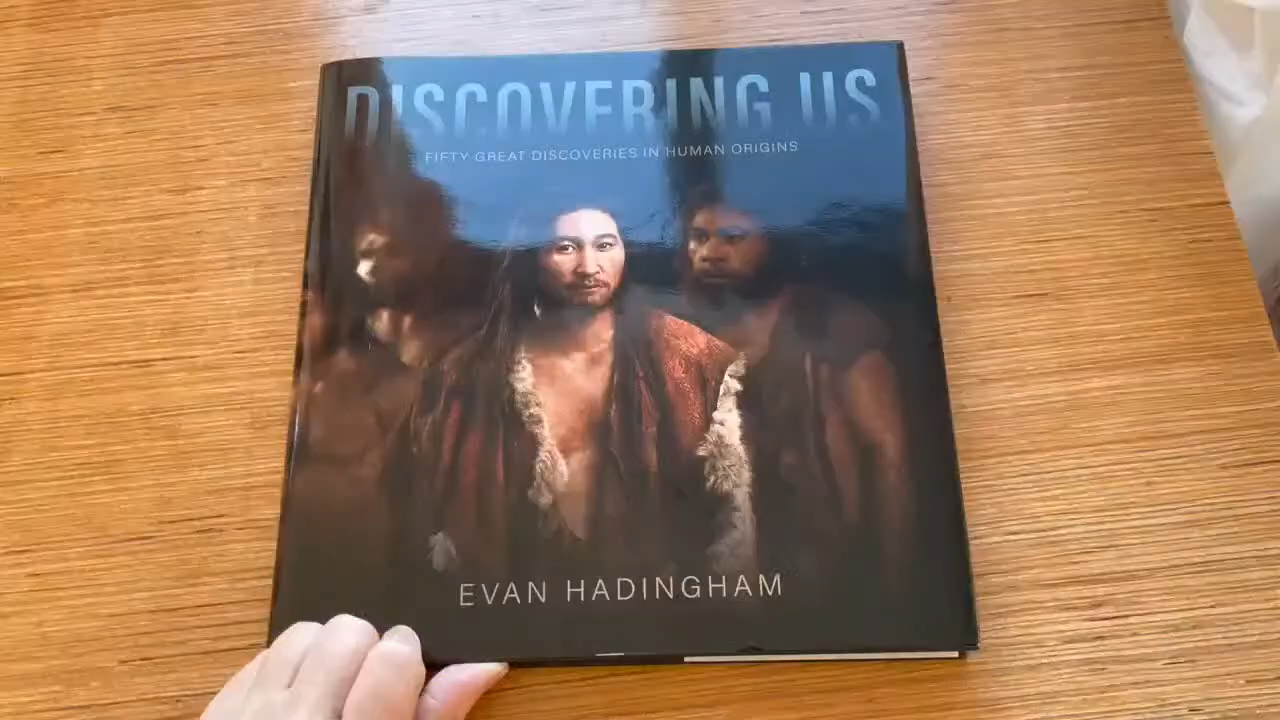 DISCOVERING US
FIFTY GREAT DISCOVERIES IN HUMAN ORIGINS
EVAN HADINGHAM